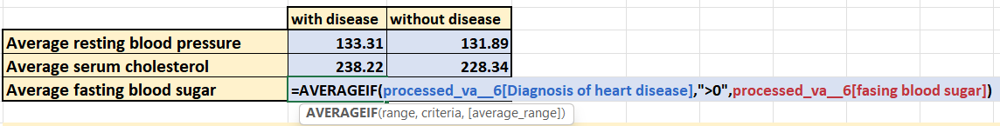 with disease without disease
Average resting blood pressure 133.31 131.89
Average serum cholesterol 238.22 228.34
Average fasting blood sugar =AVERAGEIF(processed_va__6[Diagnosis of heart disease],">0",processed_va__6[fasing blood sugar])
AVERAGEIF(range, criteria, [average_range])